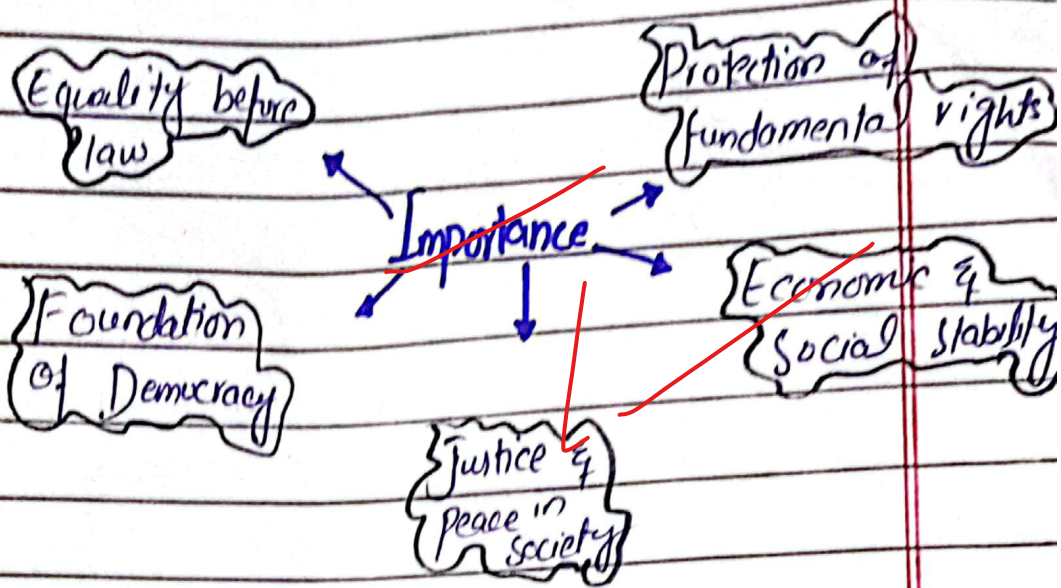 Equality before
law
Protection of
fundamental rights
Importance
Foundation
of Democracy
Economic &
Social stability
Justice &
peace in
society